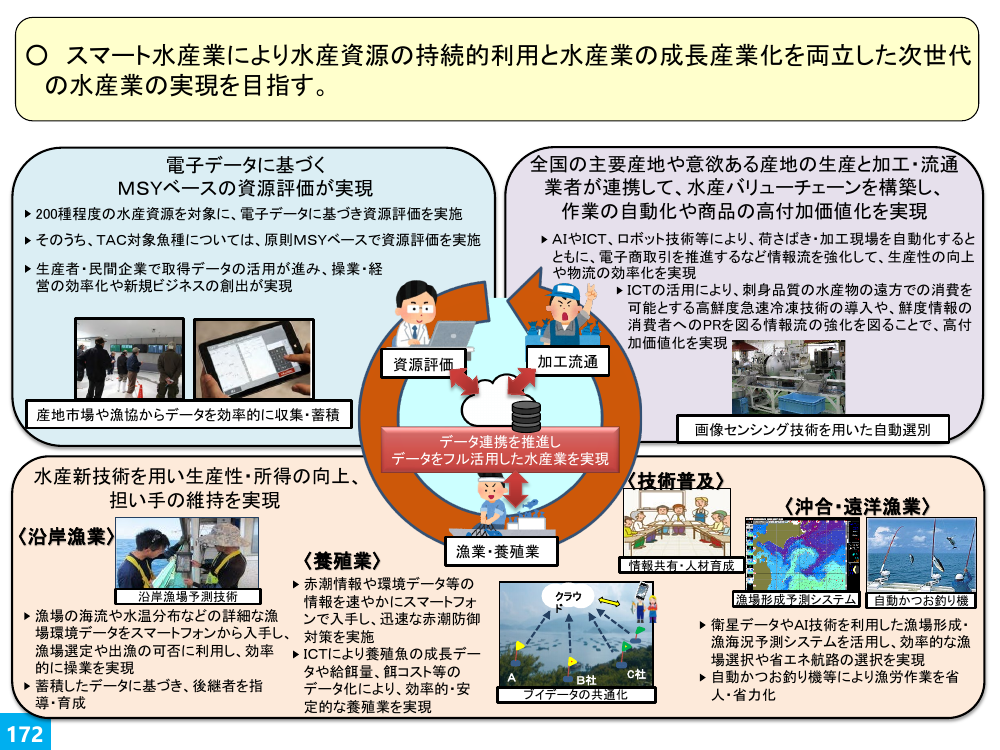 〇　スマート水産業により水産資源の持続的利用と水産業の成長産業化を両立した次世代
の水産業の実現を目指す。
電子データに基づく
MSYベースの資源評価が実現
200種程度の水産資源を対象に、電子データに基づき資源評価を実施
そのうち、TAC対象魚種については、原則MSYベースで資源評価を実施
生産者・民間企業で取得データの活用が進み、操業・経
営の効率化や新規ビジネスの創出が実現
産地市場や漁協からデータを効率的に収集・蓄積
全国の主要産地や意欲ある産地の生産と加工・流通
業者が連携して、水産バリューチェーンを構築し、
作業の自動化や商品の高付加価値化を実現
AIやICT、ロボット技術等により、荷さばき・加工現場を自動化すると
ともに、電子商取引を推進するなど情報流を強化して、生産性の向上
や物流の効率化を実現
ICTの活用により、刺身品質の水産物の遠方での消費を
可能とする高鮮度急速冷凍技術の導入や、鮮度情報の
消費者へのPRを図る情報流の強化を図ることで、高付
加価値化を実現
画像センシング技術を用いた自動選別
資源評価
加工流通
データ連携を推進し
データをフル活用した水産業を実現
漁業・養殖業
水産新技術を用い生産性・所得の向上、
担い手の維持を実現
〈沿岸漁業〉
沿岸漁場予測技術
漁場の海流や水温分布などの詳細な漁
場環境データをスマートフォンから入手し、
漁場選定や出漁の可否に利用し、効率
的に操業を実現
蓄積したデータに基づき、後継者を指
導・育成
〈養殖業〉
赤潮情報や環境データ等の
情報を速やかにスマートフォ
ンで入手し、迅速な赤潮防御
対策を実施
ICTにより養殖魚の成長デー
タや給餌量、餌コスト等の
データ化により、効率的・安
定的な養殖業を実現
クラウ
ド
A
B社
C社
ブイデータの共通化
〈技術普及〉
情報共有・人材育成
〈沖合・遠洋漁業〉
漁場形成予測システム
自動かつお釣り機
衛星データやAI技術を利用した漁場形成・
漁海況予測システムを活用し、効率的な漁
場選択や省エネ航路の選択を実現
自動かつお釣り機等により漁労作業を省
人・省力化
172